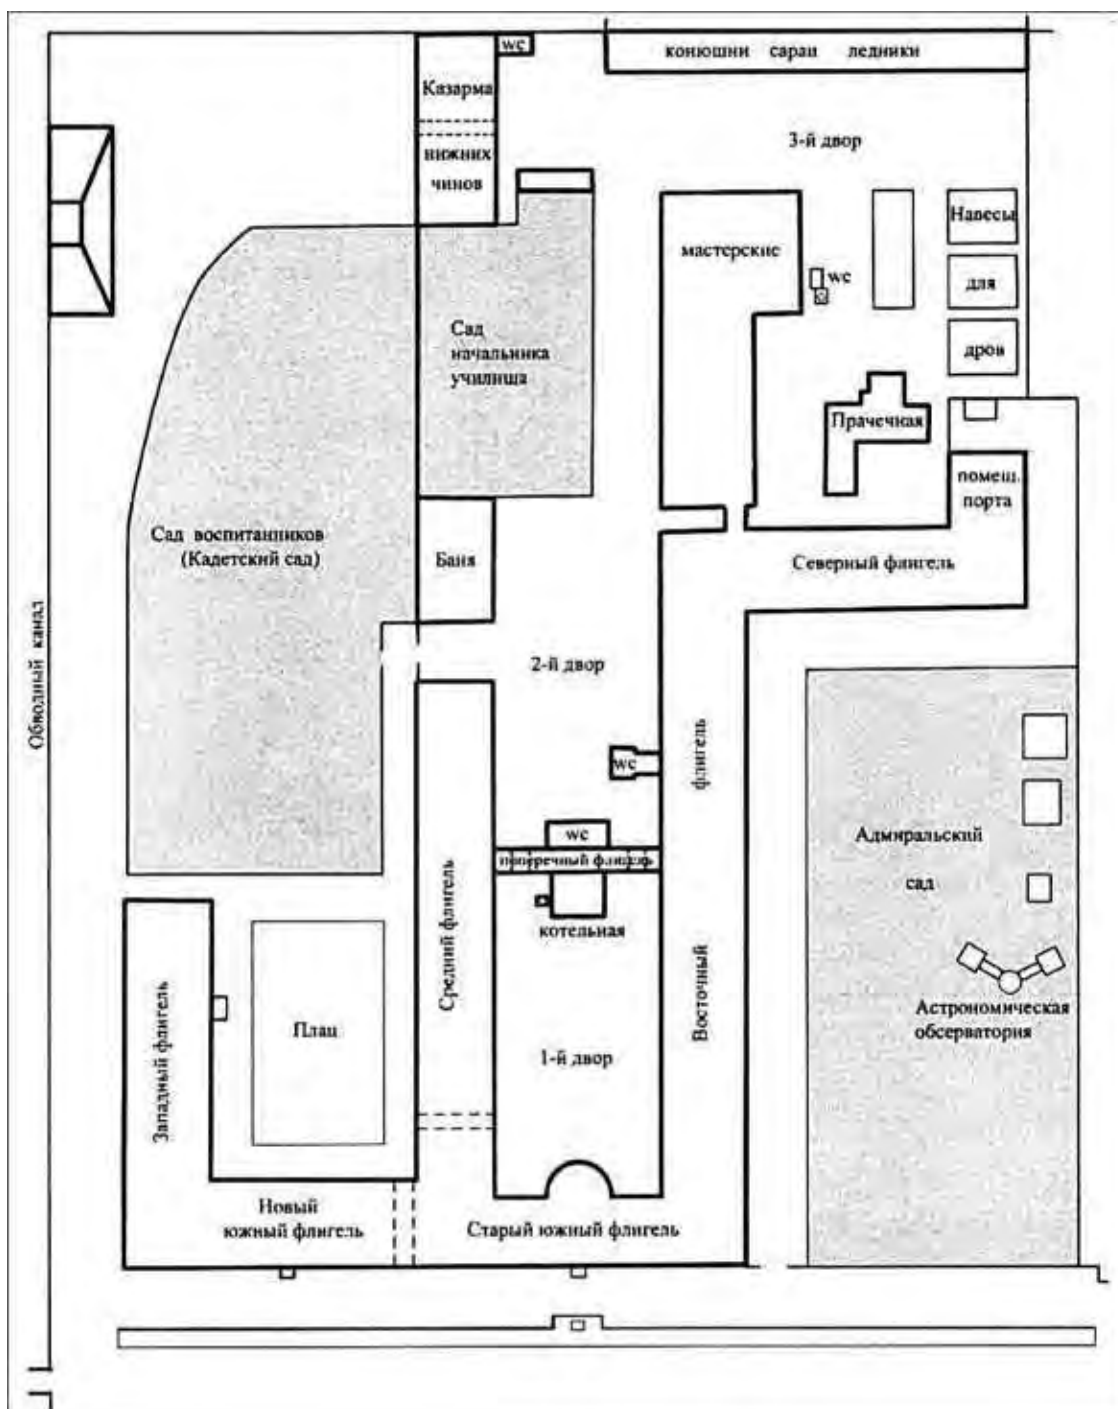 конюшни сараи ледники
wc
Казарма
нижних
чинов
3-й двор
Навесы
для
дров
мастерские
wc
Сад
начальника
училища
Прачечная
помещ.
порта
Сад воспитанников
(Кадетский сад)
Баня
Северный флигель
Обводный канал
2-й двор
wc
wc
поперечный флигель
котельная
Восточный флигель
Адмиральский
сад
Астрономическая
обсерватория
Средний флигель
Западный флигель
Плац
1-й двор
Новый
южный флигель
Старый южный флигель